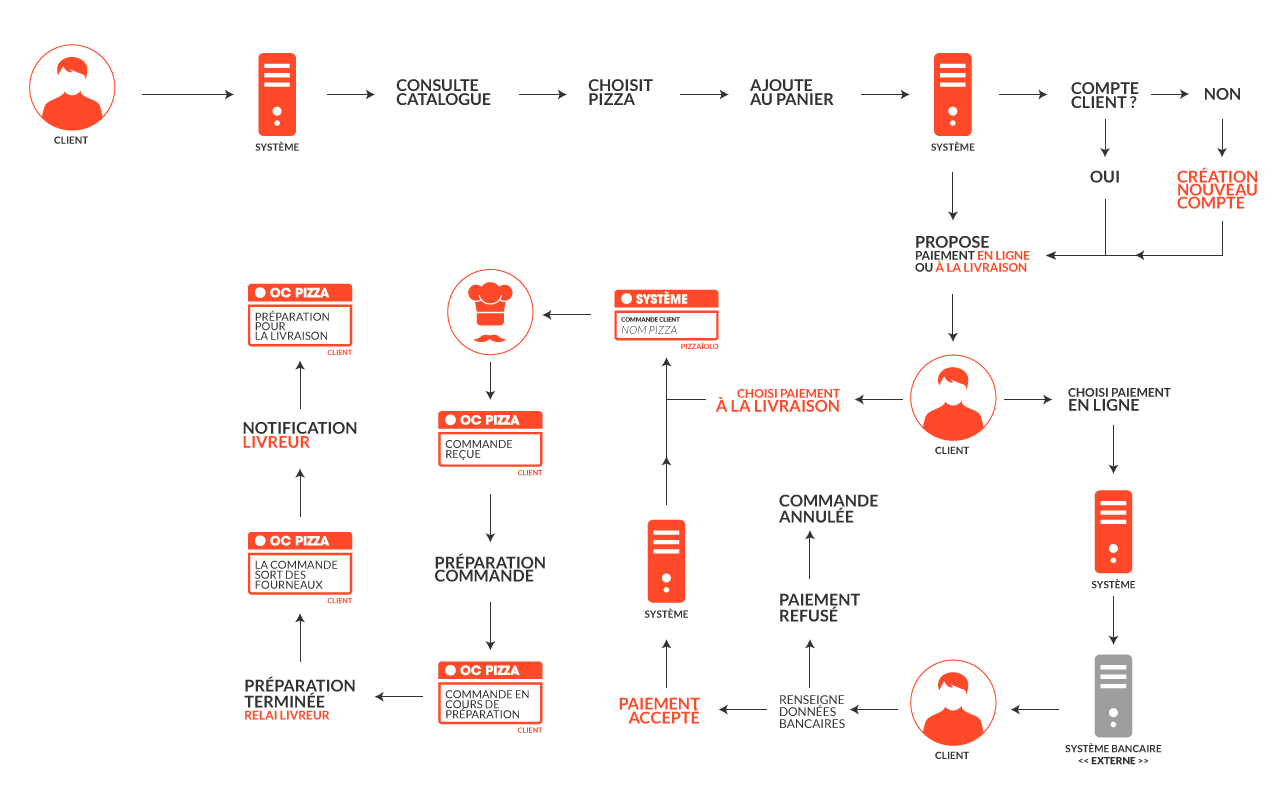 CLIENT
SYSTÈME
CONSULTE
CATALOGUE
CHOISIT
PIZZA
AJOUTE
AU PANIER
SYSTÈME
COMPTE
CLIENT ?
NON
OUI
CRÉATION
NOUVEAU
COMPTE
PROPOSE
PAIEMENT EN LIGNE
OU À LA LIVRAISON
CLIENT
CHOISI PAIEMENT
EN LIGNE
CHOISI PAIEMENT
À LA LIVRAISON
SYSTÈME
SYSTÈME BANCAIRE
<< EXTERNE >>
CLIENT
RENSEIGNE
DONNÉES
BANCAIRES
PAIEMENT
REFUSÉ
COMMANDE
ANNULÉE
PAIEMENT
ACCEPTÉ
SYSTÈME
SYSTÈME
COMMANDE CLIENT
NOM PIZZA
PIZZAÏOLO
OC PIZZA
COMMANDE
REÇUE
CLIENT
PRÉPARATION
COMMANDE
OC PIZZA
COMMANDE EN
COURS DE
PRÉPARATION
CLIENT
PRÉPARATION
TERMINÉE
RELAI LIVREUR
OC PIZZA
LA COMMANDE
SORT DES
FOURNEAUX
CLIENT
NOTIFICATION
LIVREUR
OC PIZZA
PRÉPARATION
POUR
LA LIVRAISON
CLIENT